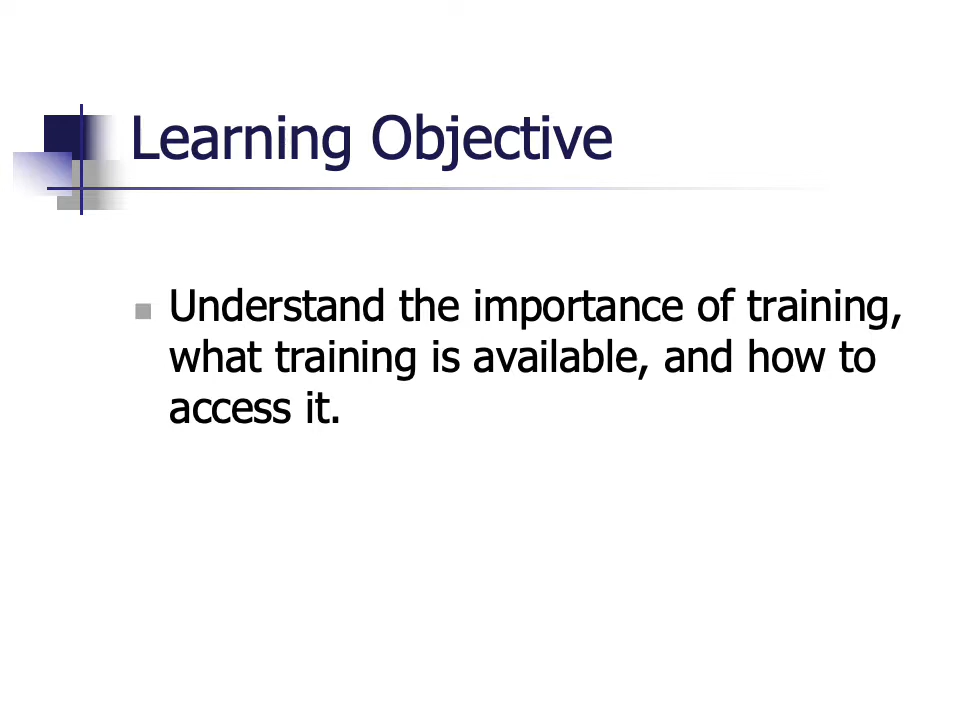 Learning Objective
Understand the importance of training,
what training is available, and how to
access it.